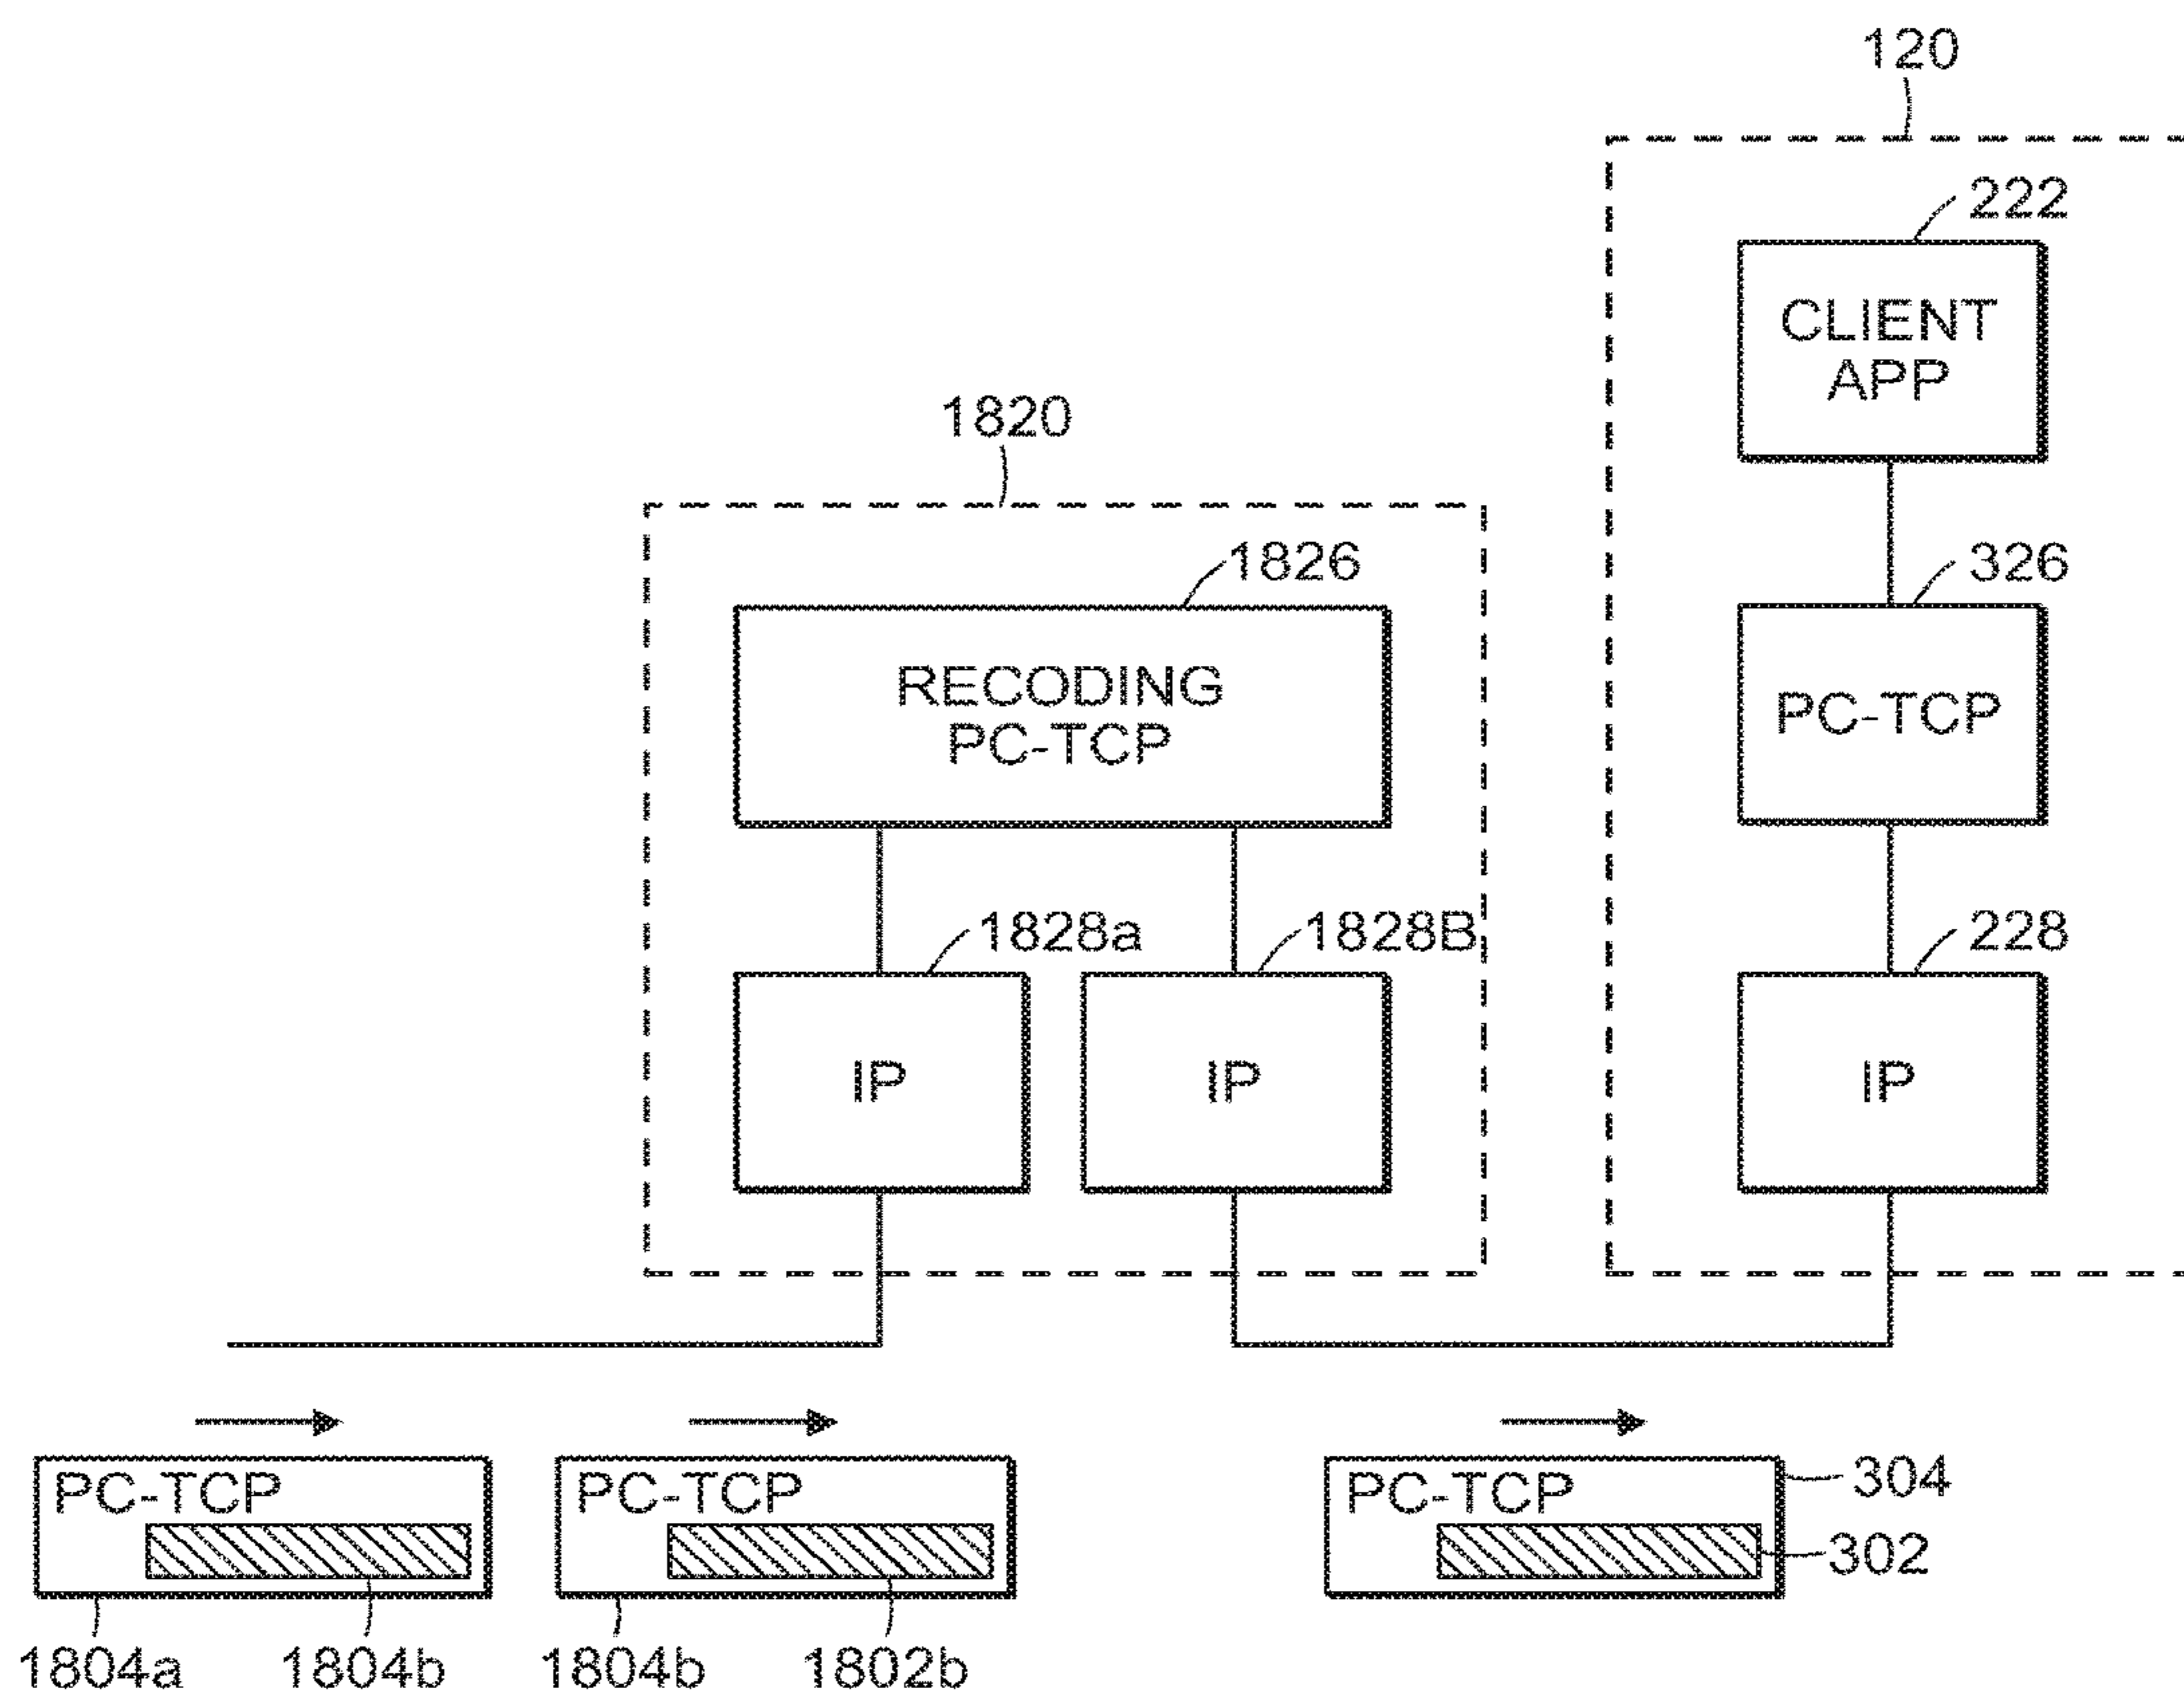 120
222
CLIENT
APP
1820
1826
326
RECODING
PC-TCP
PC-TCP
1828a
1828B
228
IP
IP
IP
PC-TCP
PC-TCP
PC-TCP
304
302
1804a
1804b
1804b
1802b